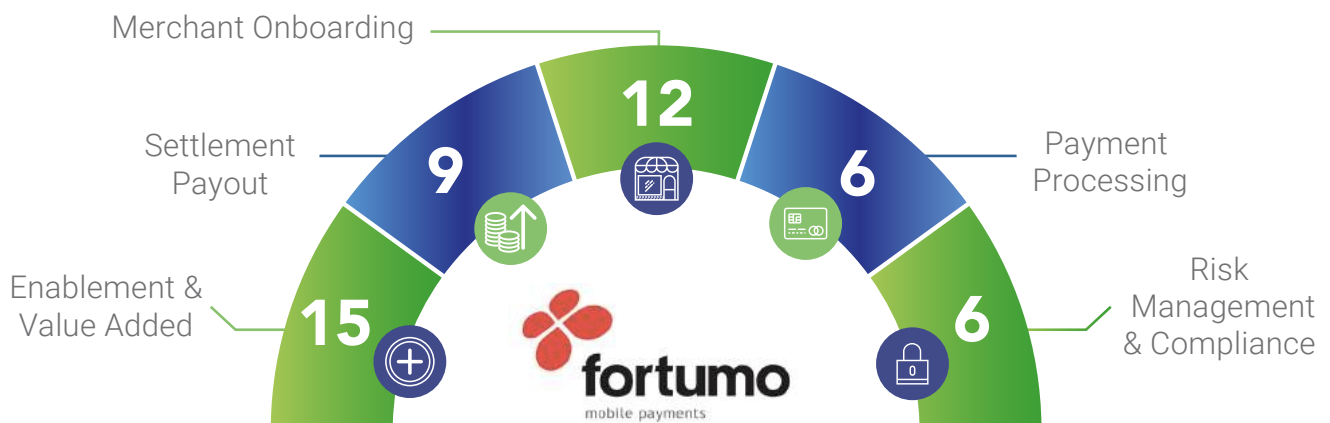 Merchant Onboarding
12
Settlement
Payout
9
6
Payment
Processing
Enablement &
Value Added
15
6
Risk
Management
& Compliance
0
fortumo
mobile payments